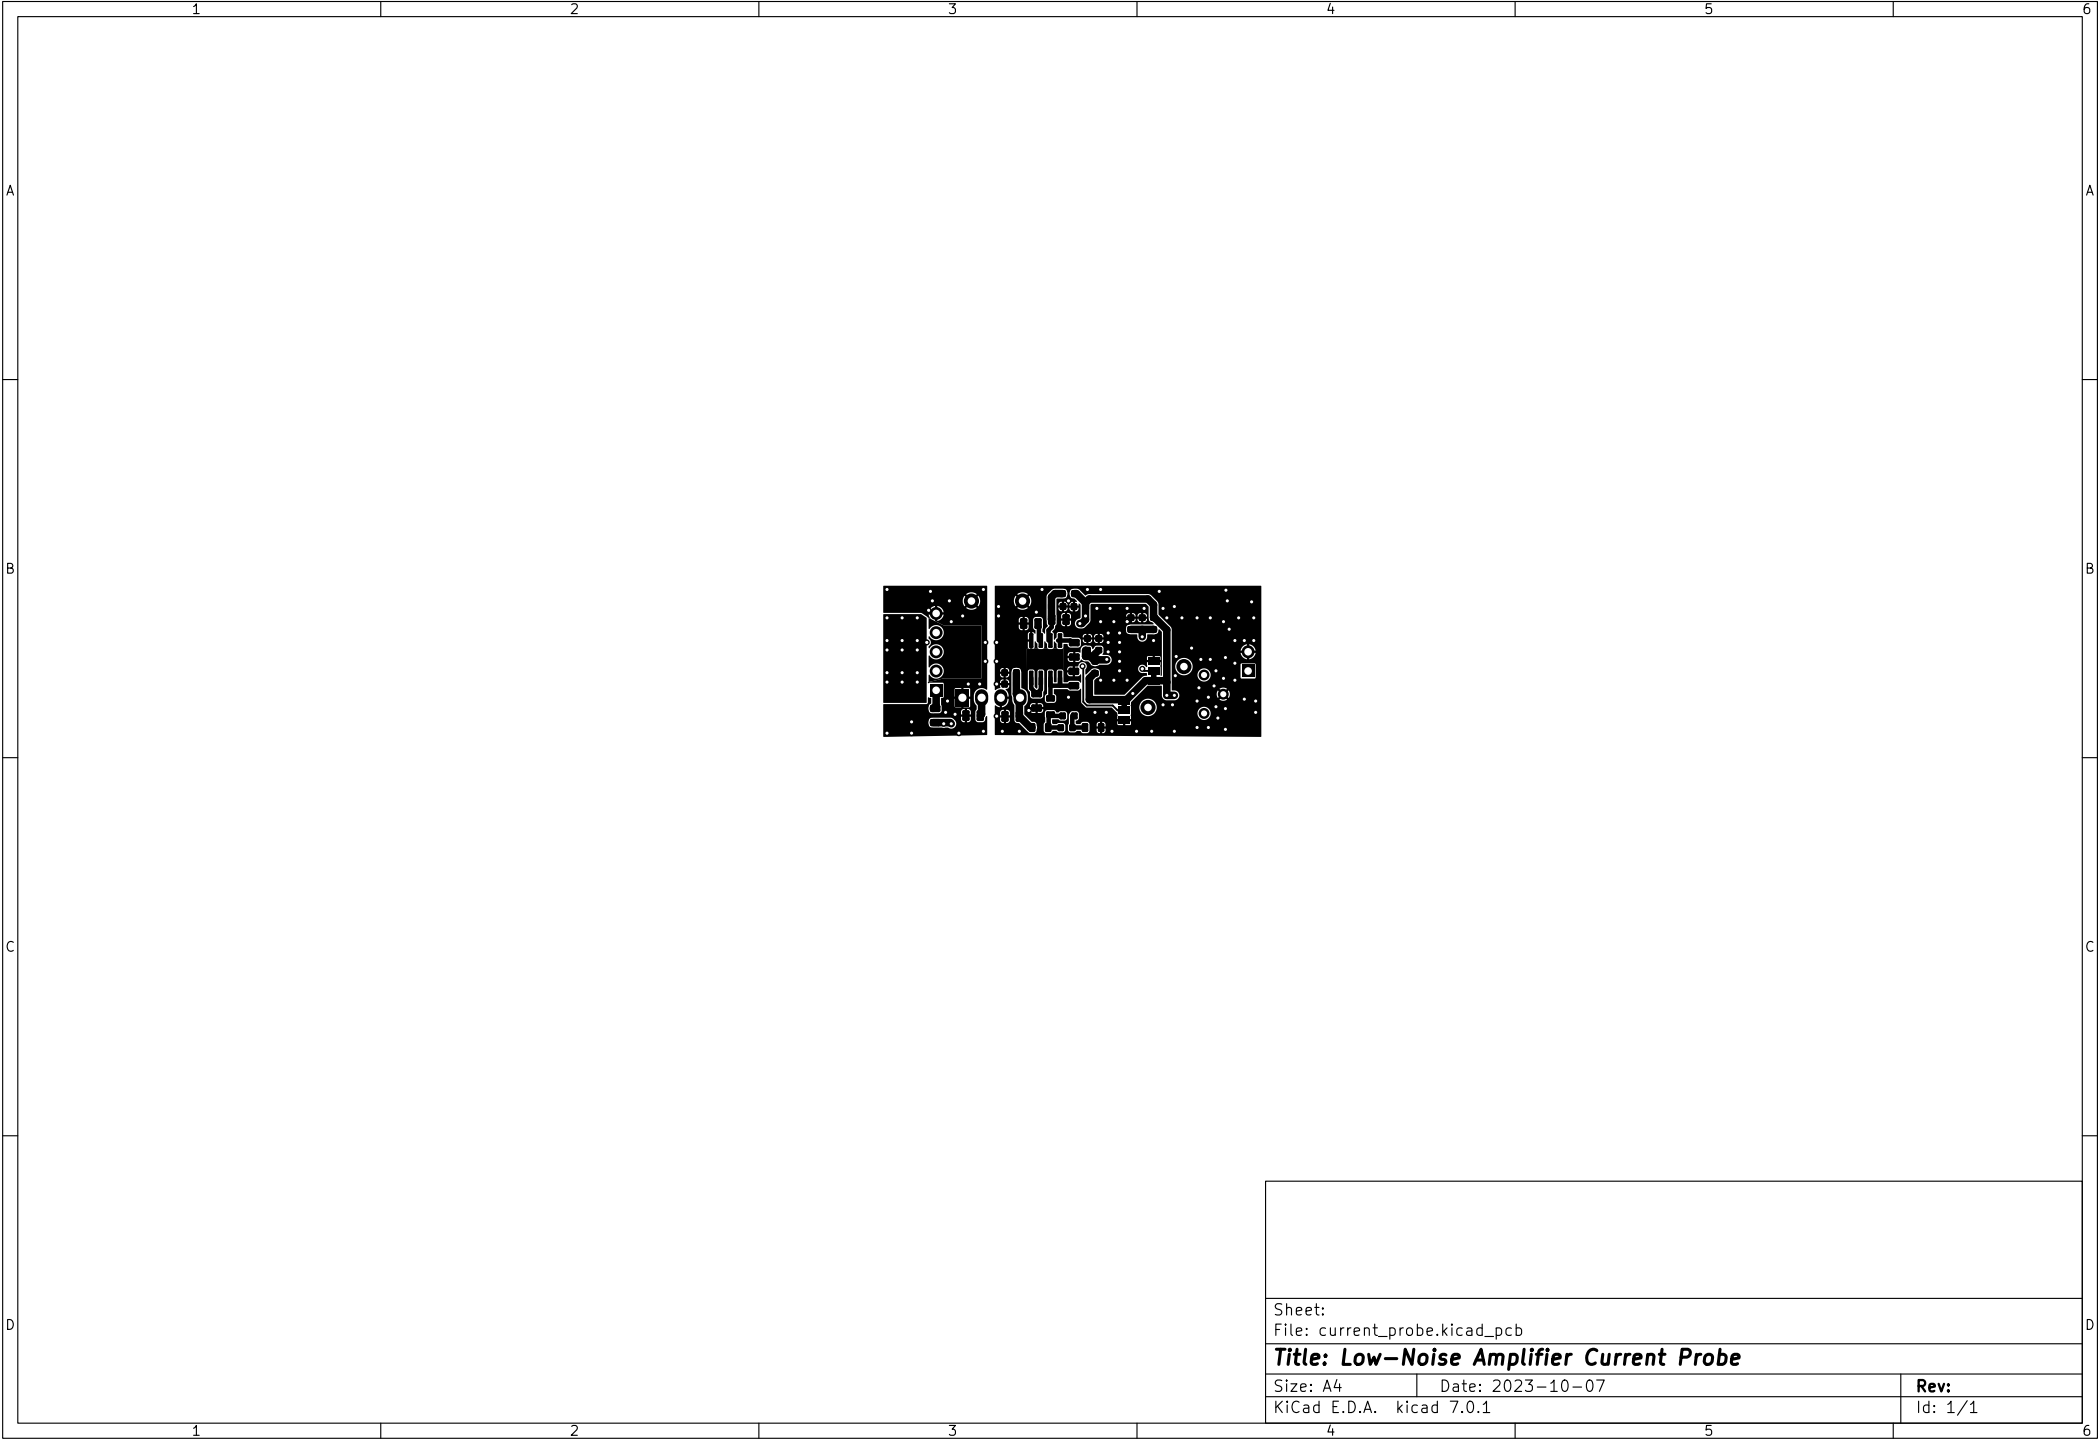 1 2 3 4 5 6
A A
B B
C C
Sheet:
File: current_probe.kicad_pcb
D D
Title: Low-Noise Amplifier Current Probe
Size: A4 Date: 2023-10-07 Rev:
KiCad E.D.A. kicad 7.0.1 Id: 1/1
1 2 3 4 5 6